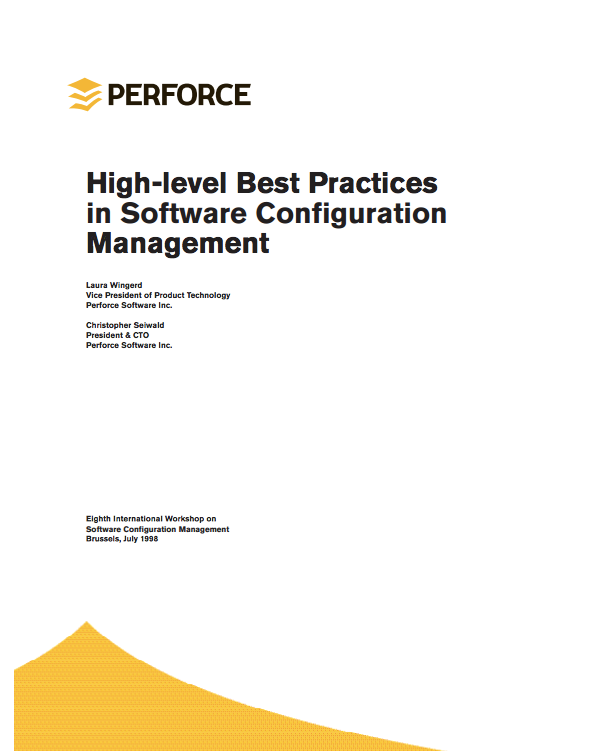 PERFORCE
High-level Best Practices
in Software Configuration
Management
Laura Wingerd
Vice President of Product Technology
Perforce Software Inc.
Christopher Seiwald
President & CTO
Perforce Software Inc.
Eighth International Workshop on
Software Configuration Management
Brussels, July 1998